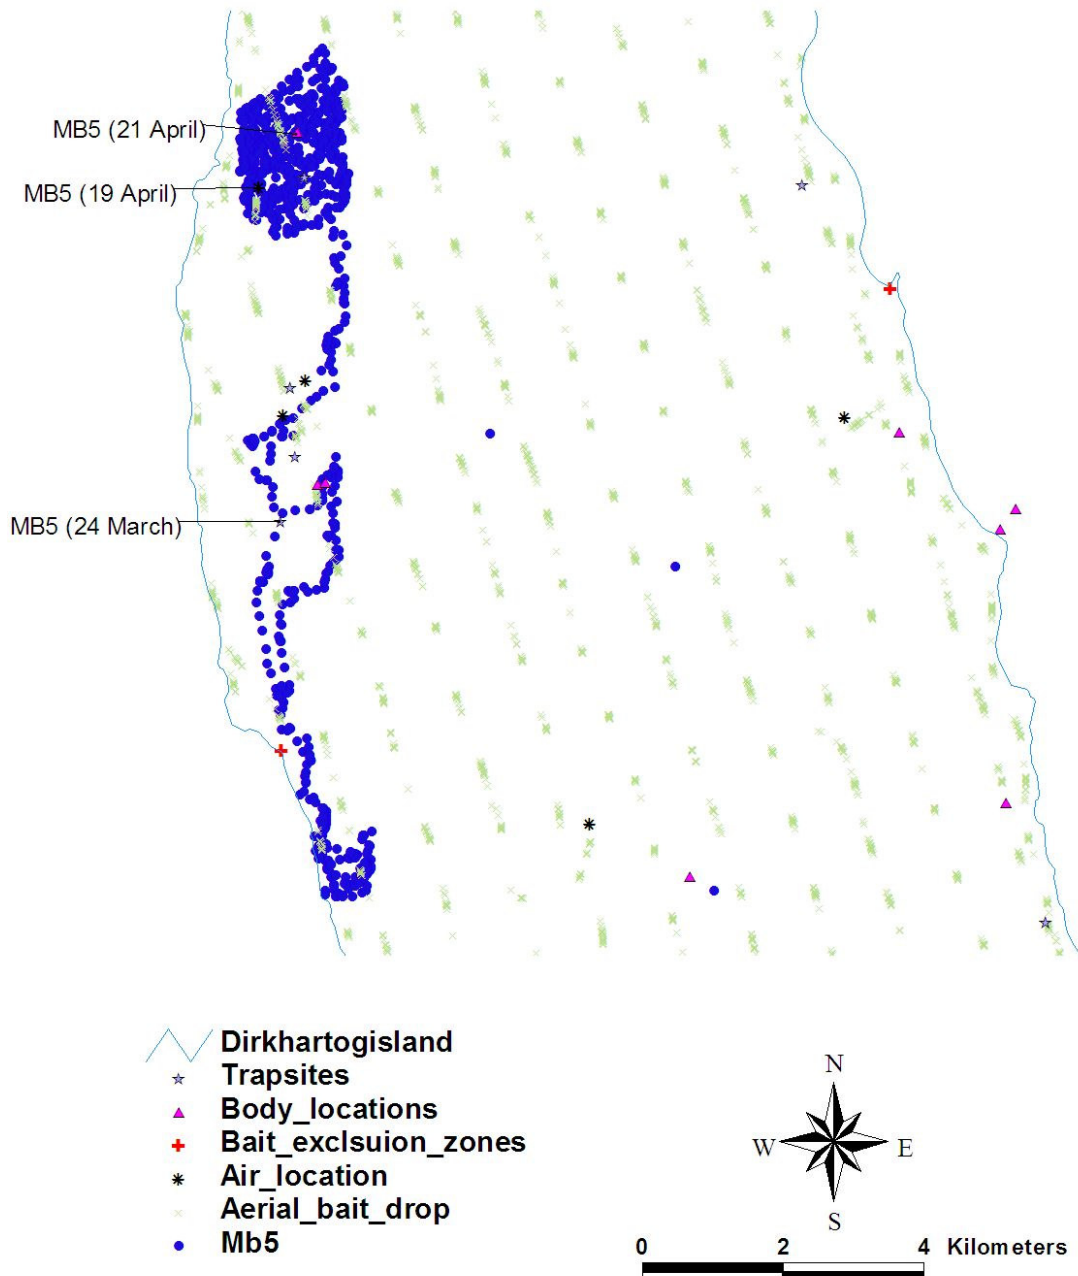 MB5 (21 April)
MB5 (19 April)
MB5 (24 March)
Dirkhartogisland
Trapsites
Body_locations
Bait_exclsuion_zones
Air_location
Aerial_bait_drop
Mb5
N
W E
S
0 2 4 Kilometers